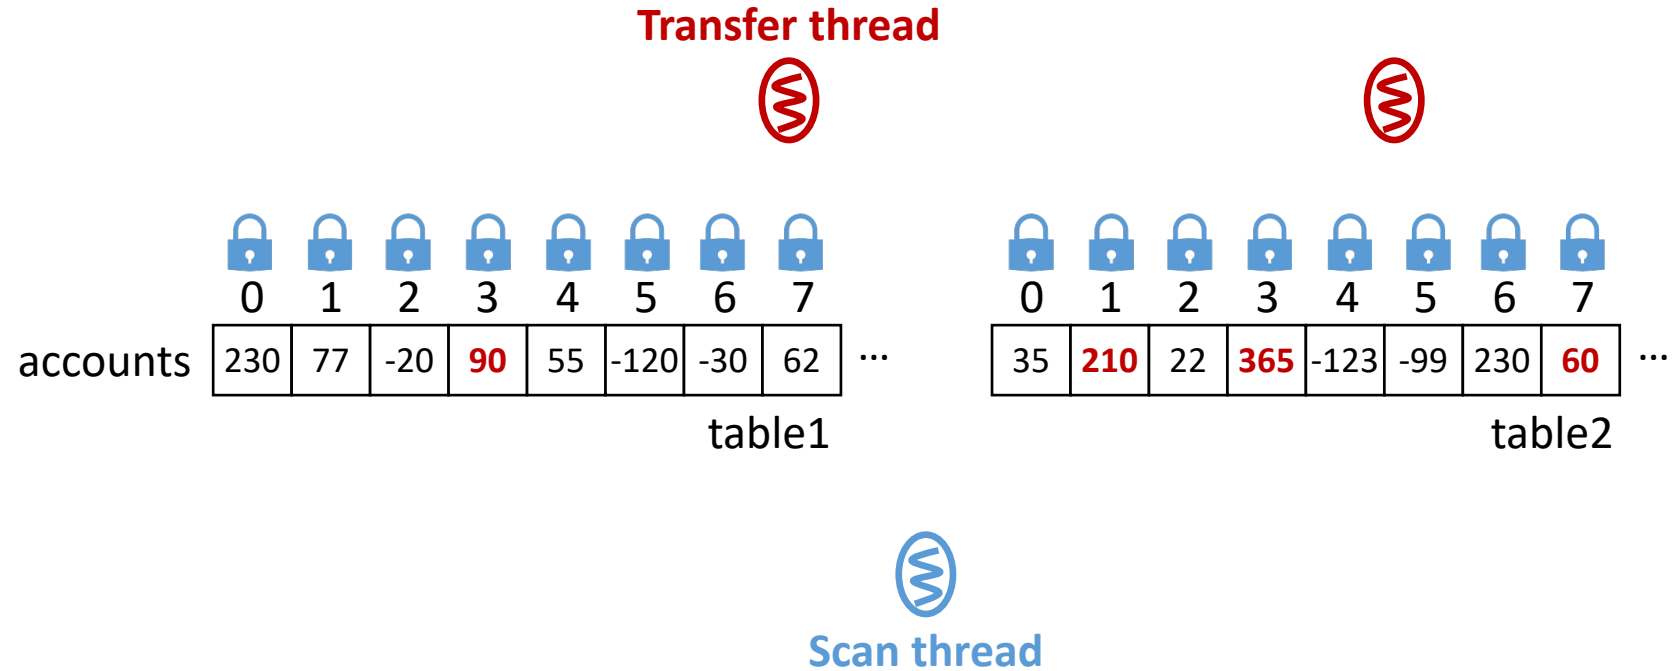 Transfer thread
0 1 2 3 4 5 6 7 0 1 2 3 4 5 6 7
accounts 230 77 -20 90 55 -120 -30 62 ... 35 210 22 365 -123 -99 230 60 ...
table1 table2
Scan thread